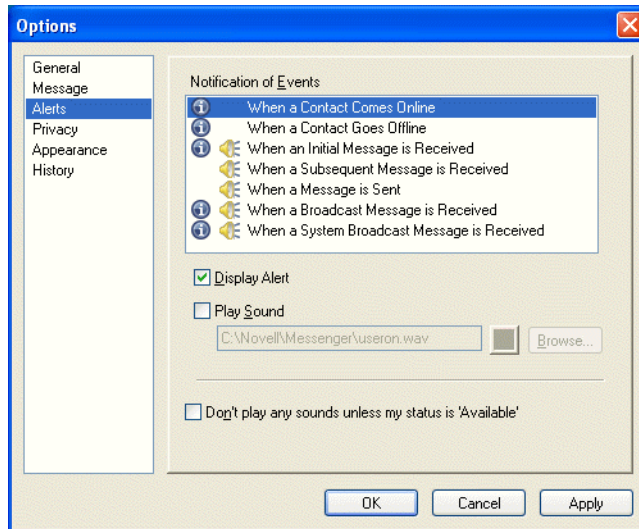 Options
General
Message
Alerts
Privacy
Appearance
History
Notification of Events
When a Contact Comes Online
When a Contact Goes Offline
When an Initial Message is Received
When a Subsequent Message is Received
When a Message is Sent
When a Broadcast Message is Received
When a System Broadcast Message is Received
Display Alert
Play Sound
C:\Novell\Messenger\useron.wav
Browse...
Don't play any sounds unless my status is 'Available'
OK
Cancel
Apply